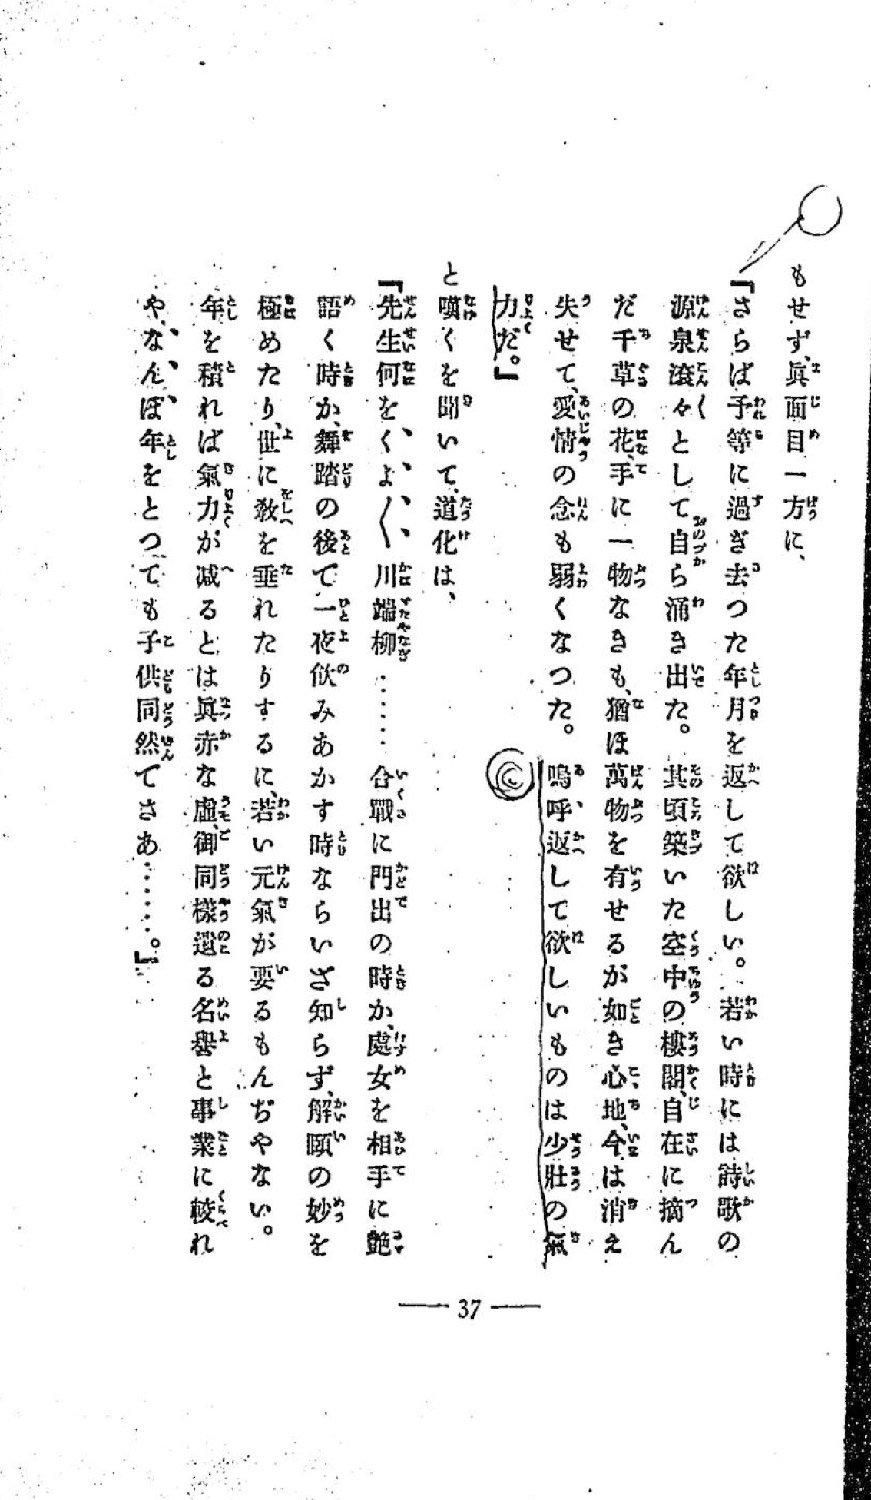 もせず、眞面目一方に、
『さらば予等に過ぎ去つた年月を返して欲しい。若い時には詩歌の
源泉滾々として自ら涌き出た。其頃築いた空中の樓閣、自在に摘ん
だ千草の花、手に一物なきも、猶ほ萬物を有せるが如き心地、今は消え
失せて、愛情の念も弱くなつた。嗚呼、返して欲しいものは少壯の氣
力だ。』
と嘆くを聞いて、道化は、
『先生何をくよ〱、川端柳……合戰に門出の時か、處女を相手に艶
語く時か、舞踏の後で一夜飮みあかす時ならいざ知らず、解頤の妙を
極めたり、世に敎を垂れたりするに、若い元氣が要るもんぢやない。
年を積れば氣力が减るとは眞赤な虛、御同樣遺る名譽と事業に較れ
や、なんぼ年をとつても子供同然でさあ……。』
37